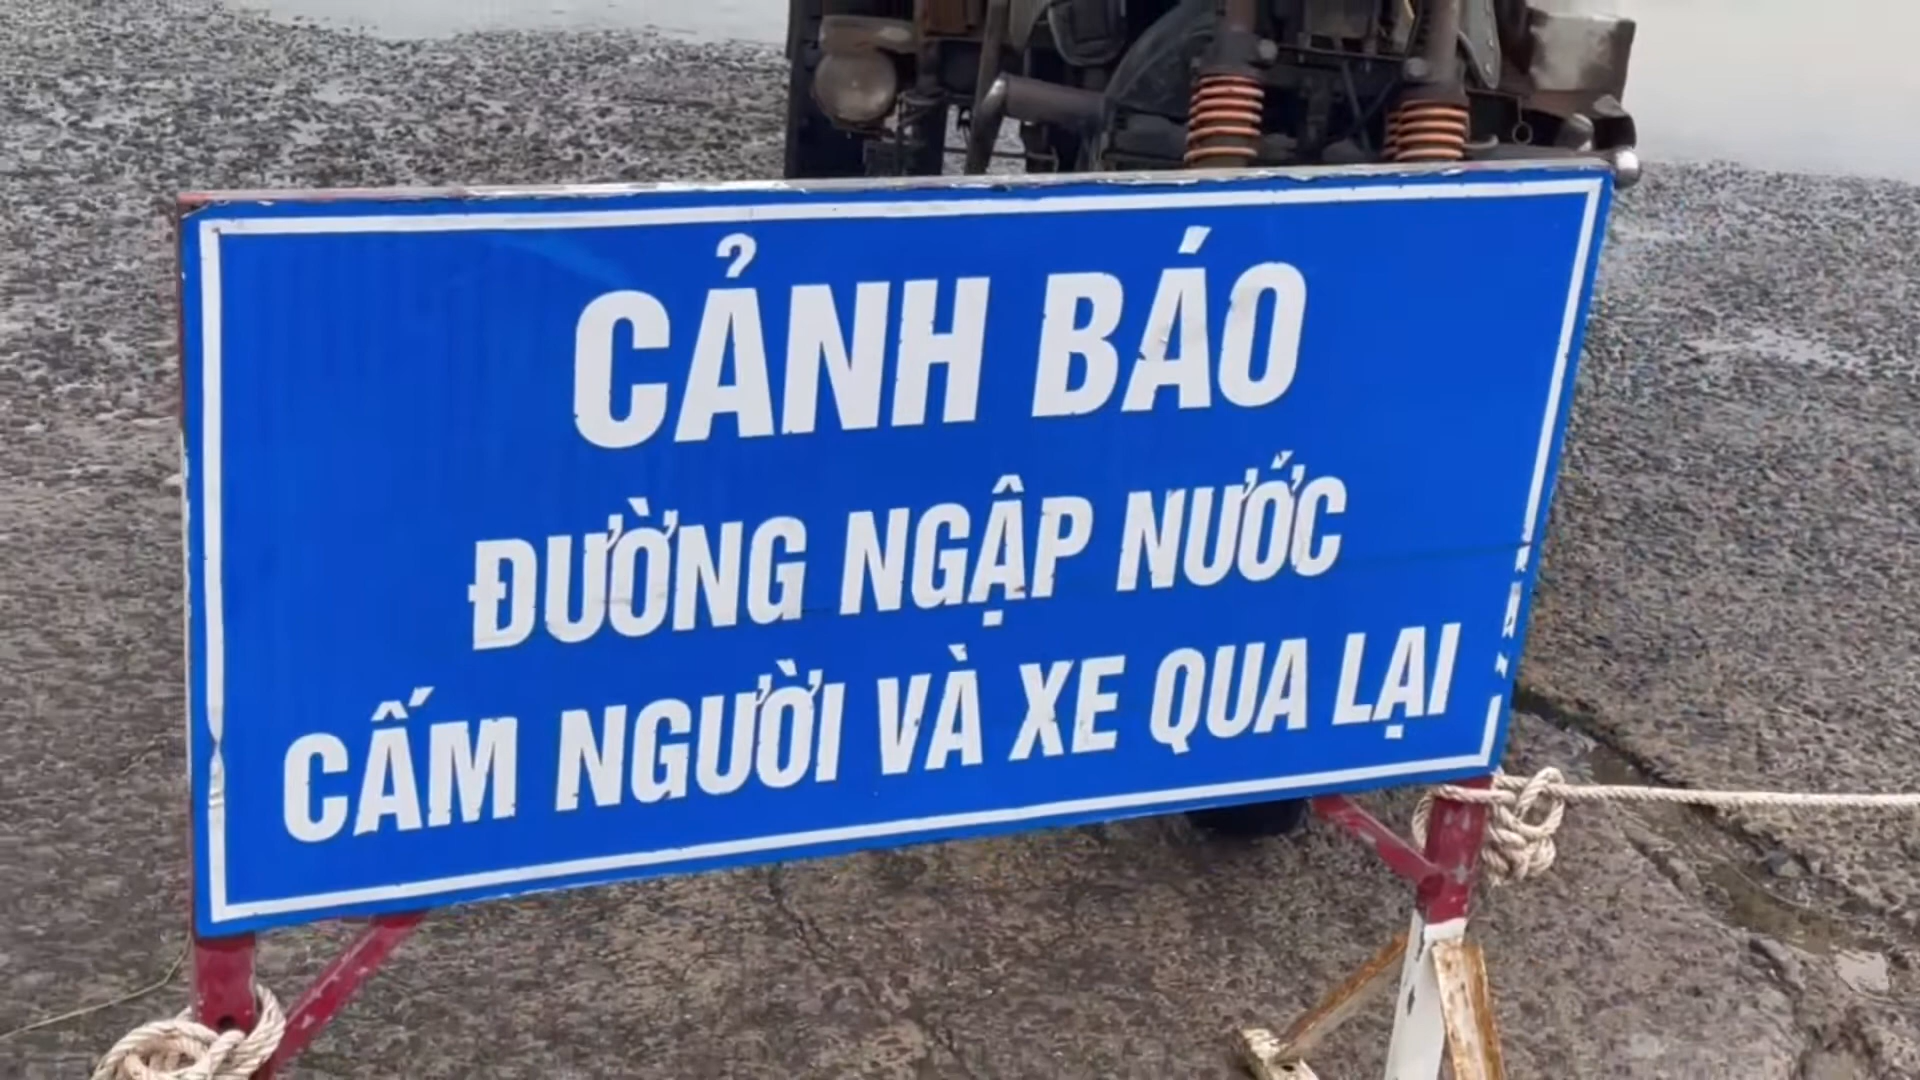 CẢNH BÁO
ĐƯỜNG NGẬP NƯỚC
CẤM NGƯỜI VÀ XE QUA LẠI